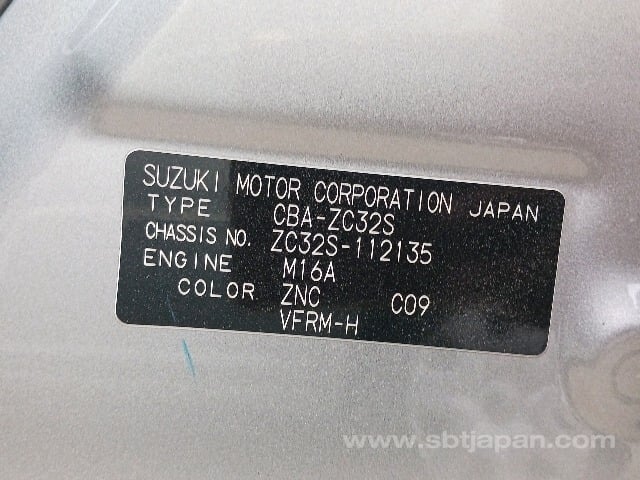 SUZUKI MOTOR CORPORATION JAPAN
TYPE CBA-ZC32S
CHASSIS NO. ZC32S-112135
ENGINE M16A
COLOR ZNC C09
VFRM-H
www.sbtjapan.com